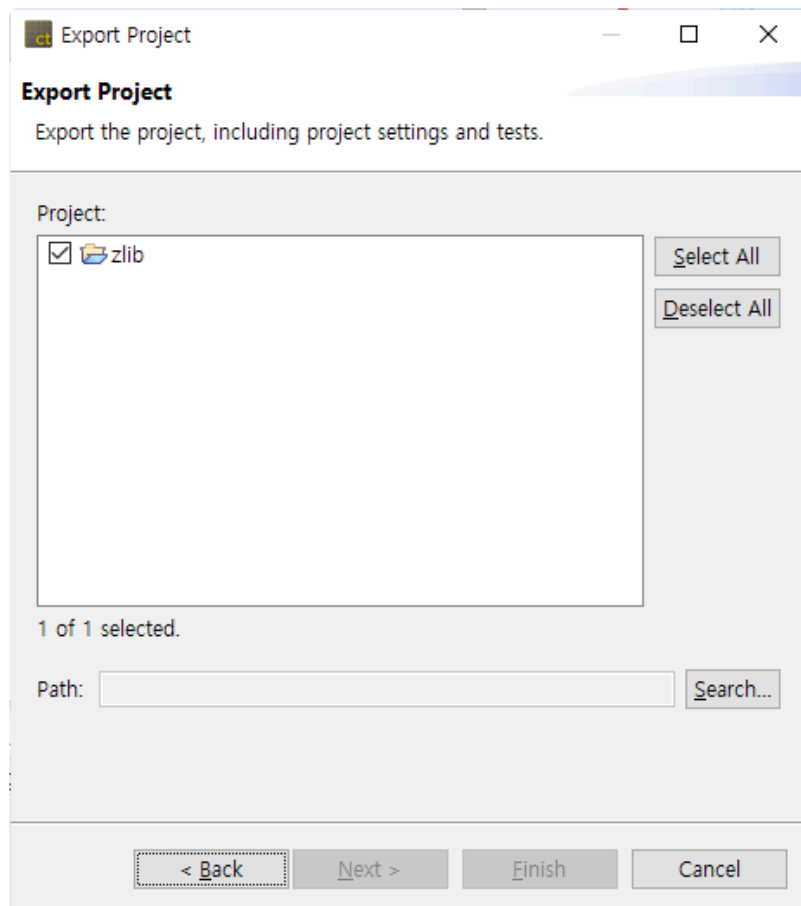 ct Export Project
Export Project
Export the project, including project settings and tests.
Project:
zlib
Select All
Deselect All
1 of 1 selected.
Path:
Search...
< Back
Next >
Finish
Cancel